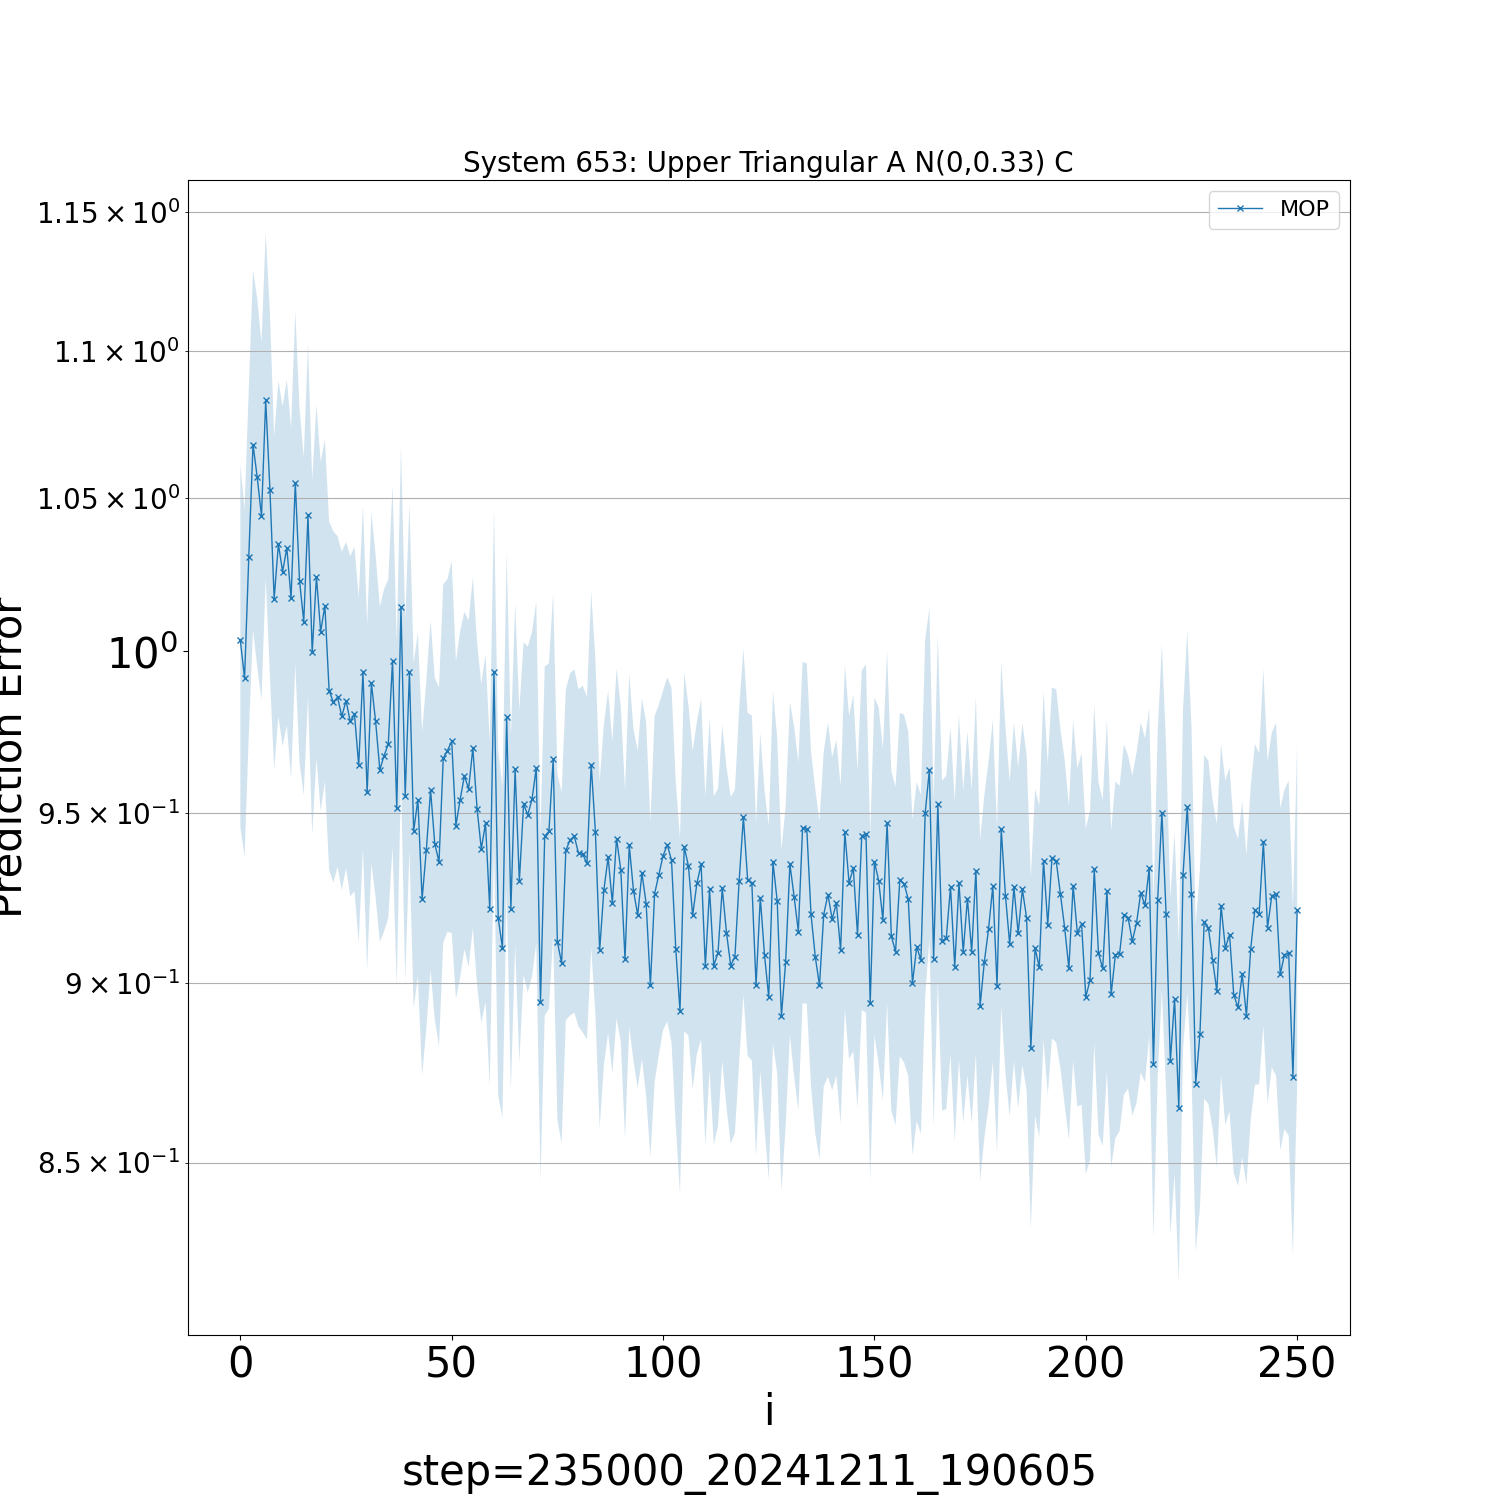 System 653: Upper Triangular A N(0,0.33) C
MOP
1.15 × 10⁰
1.1 × 10⁰
1.05 × 10⁰
10⁰
9.5 × 10⁻¹
9 × 10⁻¹
8.5 × 10⁻¹
Prediction Error
0 50 100 150 200 250
i
step=235000_20241211_190605